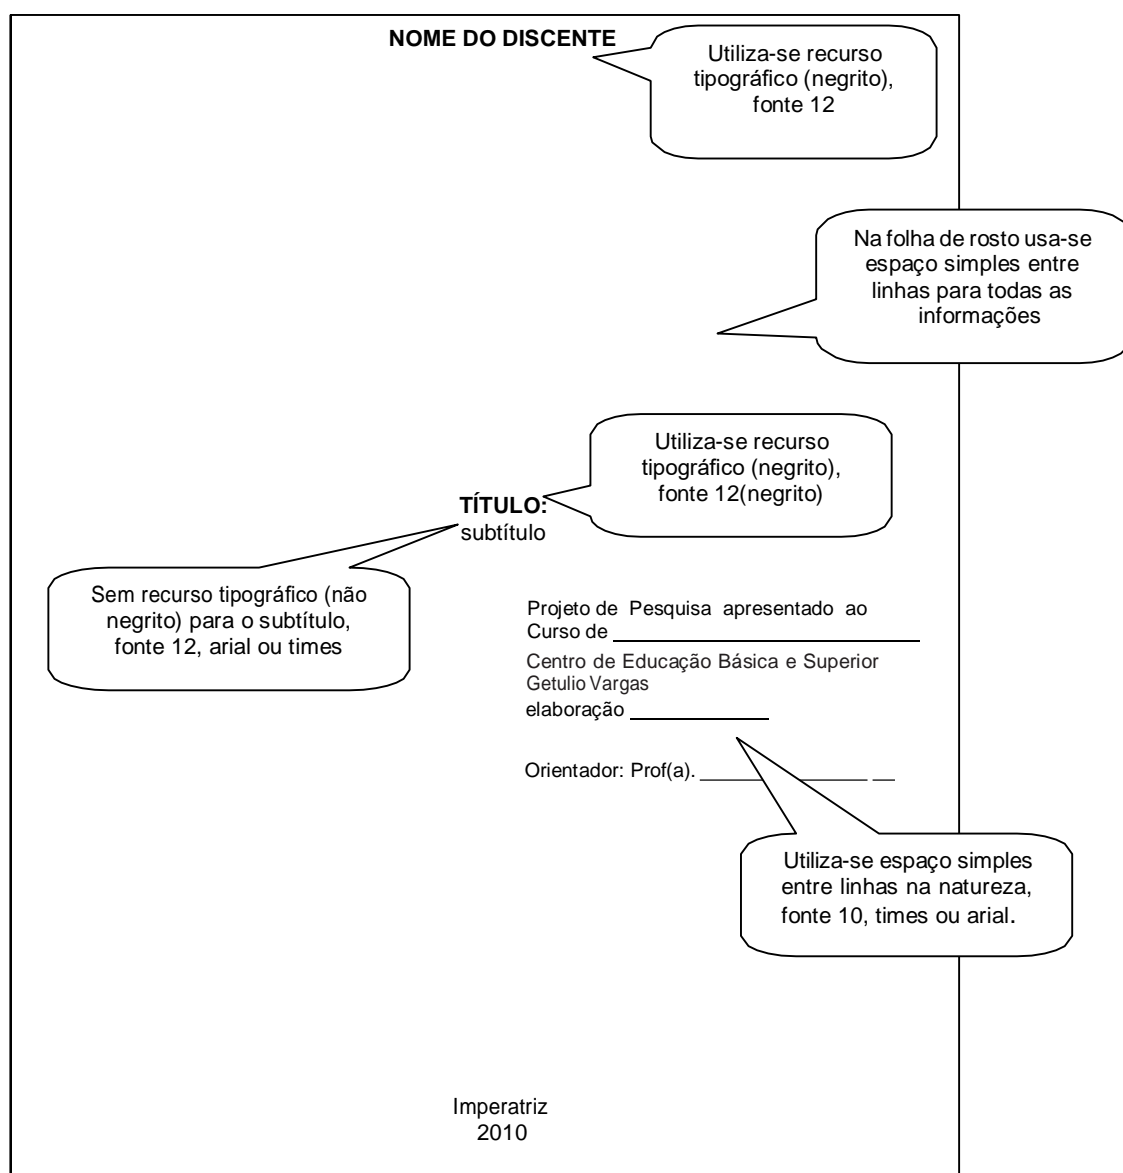 NOME DO DISCENTE
Utiliza-se recurso
tipográfico (negrito),
fonte 12
Na folha de rosto usa-se
espaço simples entre
linhas para todas as
informações
Utiliza-se recurso
tipográfico (negrito),
fonte 12(negrito)
TÍTULO:
subtítulo
Sem recurso tipográfico (não
negrito) para o subtítulo,
fonte 12, arial ou times
Projeto de Pesquisa apresentado ao
Curso de ____________________________
Centro de Educação Básica e Superior
Getulio Vargas
elaboração ____________
Orientador: Prof(a). _______________ __
Utiliza-se espaço simples
entre linhas na natureza,
fonte 10, times ou arial.
Imperatriz
2010